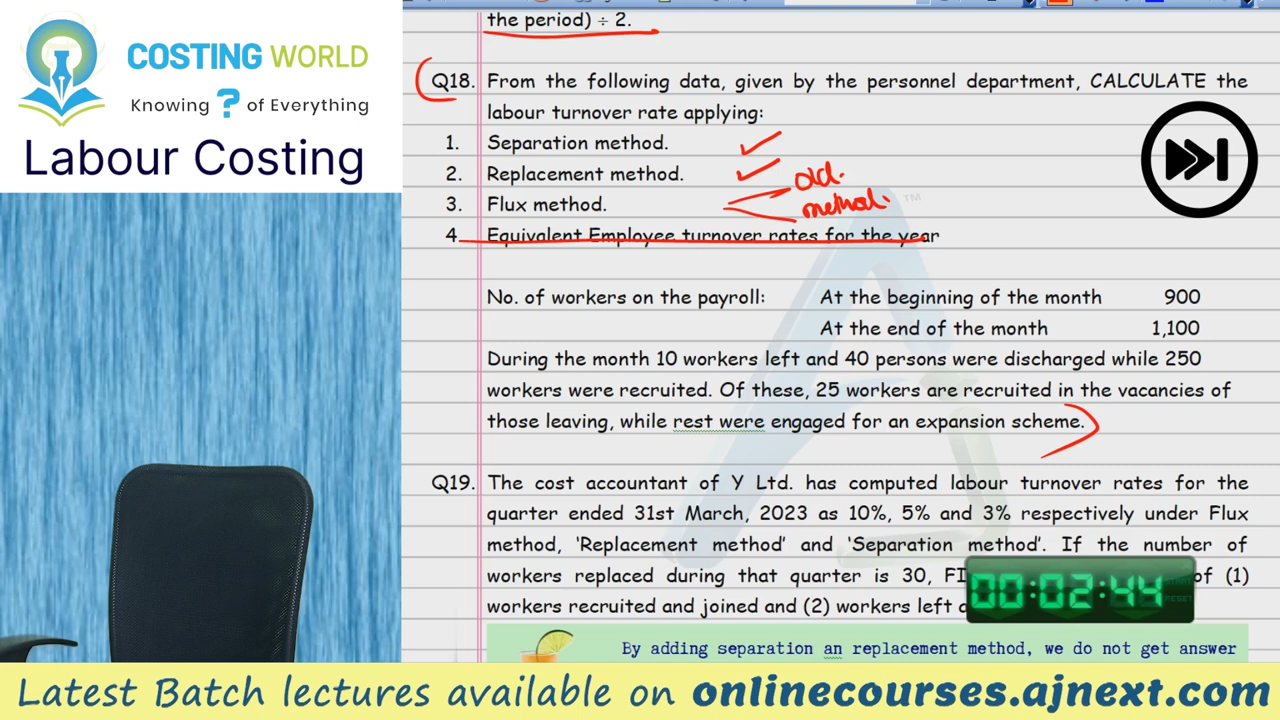 COSTING WORLD
Knowing ? of Everything
Labour Costing
the period) ÷ 2.
Q18. From the following data, given by the personnel department, CALCULATE the
labour turnover rate applying:
1. Separation method.
2. Replacement method.
3. Flux method.
old
method.
4 Equivalent Employee turnover rates for the year
No. of workers on the payroll: At the beginning of the month 900
At the end of the month 1,100
During the month 10 workers left and 40 persons were discharged while 250
workers were recruited. Of these, 25 workers are recruited in the vacancies of
those leaving, while rest were engaged for an expansion scheme.
Q19. The cost accountant of Y Ltd. has computed labour turnover rates for the
quarter ended 31st March, 2023 as 10%, 5% and 3% respectively under Flux
method, 'Replacement method' and 'Separation method'. If the number of
workers replaced during that quarter is 30, of (1)
workers recruited and joined and (2) workers left
00:02:44
By adding separation an replacement method, we do not get answer
TM
Latest Batch lectures available on onlinecourses.ajnext.com